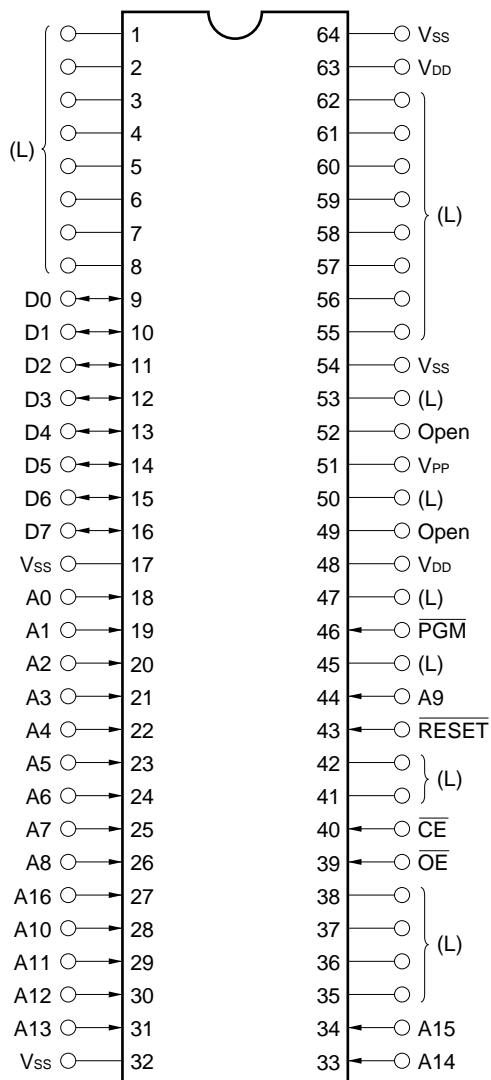 1 64 VSS
2 63 VDD
3 62
4 61
(L) 5 60
6 59 (L)
7 58
8 57
D0 9 56
D1 10 55
D2 11 54 VSS
D3 12 53 (L)
D4 13 52 Open
D5 14 51 VPP
D6 15 50 (L)
D7 16 49 Open
VSS 17 48 VDD
A0 18 47 (L)
A1 19 46 PGM
A2 20 45 (L)
A3 21 44 A9
A4 22 43 RESET
A5 23 42
A6 24 41 (L)
A7 25 40 CE
A8 26 39 OE
A16 27 38
A10 28 37 (L)
A11 29 36
A12 30 35
A13 31 34 A15
VSS 32 33 A14